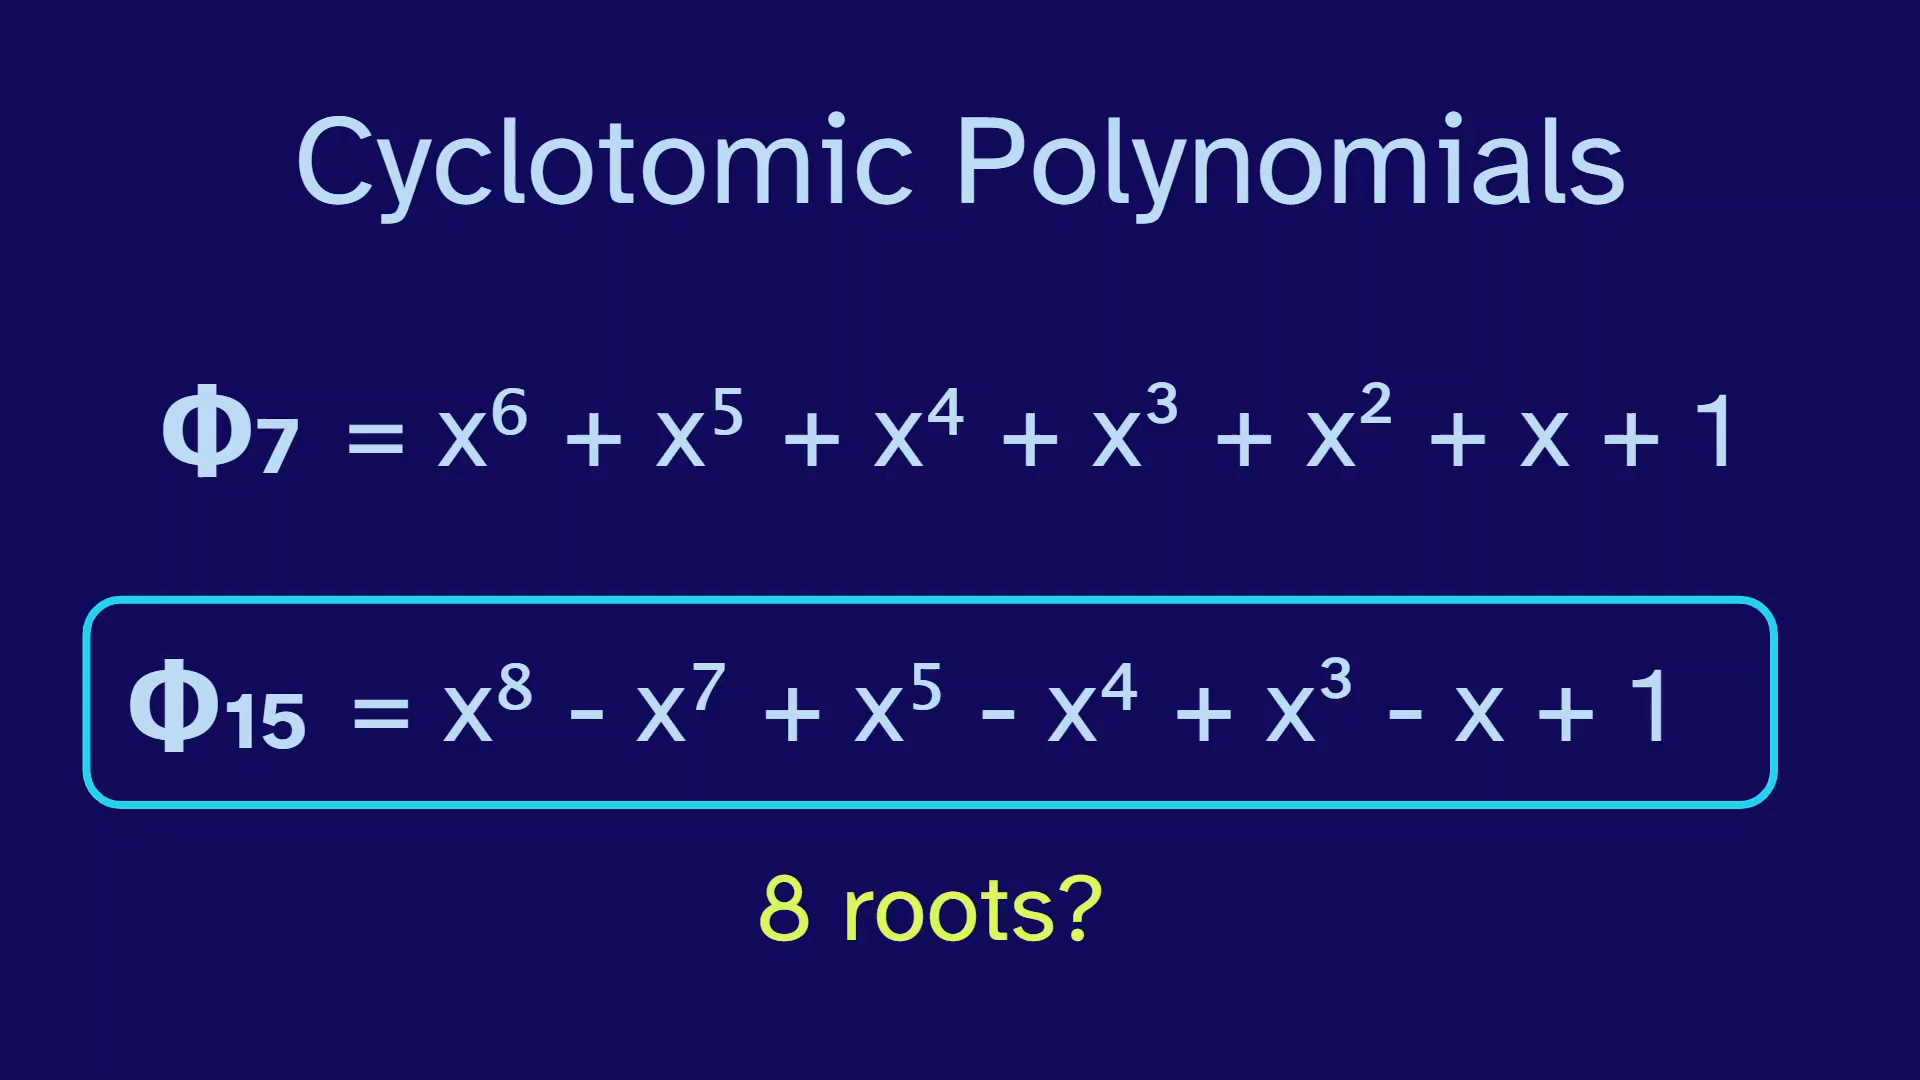 Cyclotomic Polynomials
Φ₇ = x⁶ + x⁵ + x⁴ + x³ + x² + x + 1
Φ₁₅ = x⁸ - x⁷ + x⁵ - x⁴ + x³ - x + 1
8 roots?